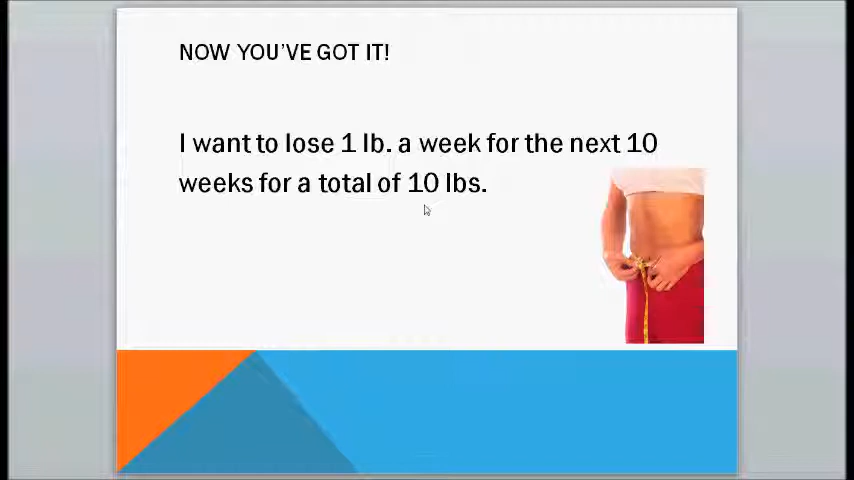 NOW YOU'VE GOT IT!
I want to lose 1 lb. a week for the next 10
weeks for a total of 10 lbs.